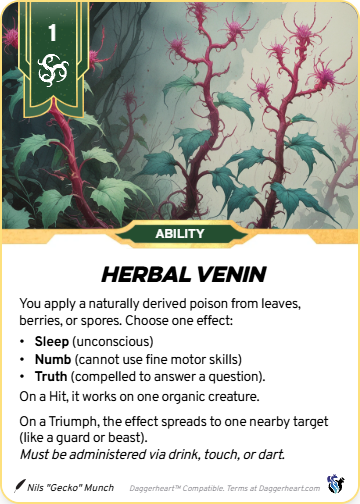 1
ABILITY
HERBAL VENIN
You apply a naturally derived poison from leaves,
berries, or spores. Choose one effect:
• Sleep (unconscious)
• Numb (cannot use fine motor skills)
• Truth (compelled to answer a question).
On a Hit, it works on one organic creature.
On a Triumph, the effect spreads to one nearby target
(like a guard or beast).
Must be administered via drink, touch, or dart.
Nils "Gecko" Munch
Daggerheart™ Compatible. Terms at Daggerheart.com